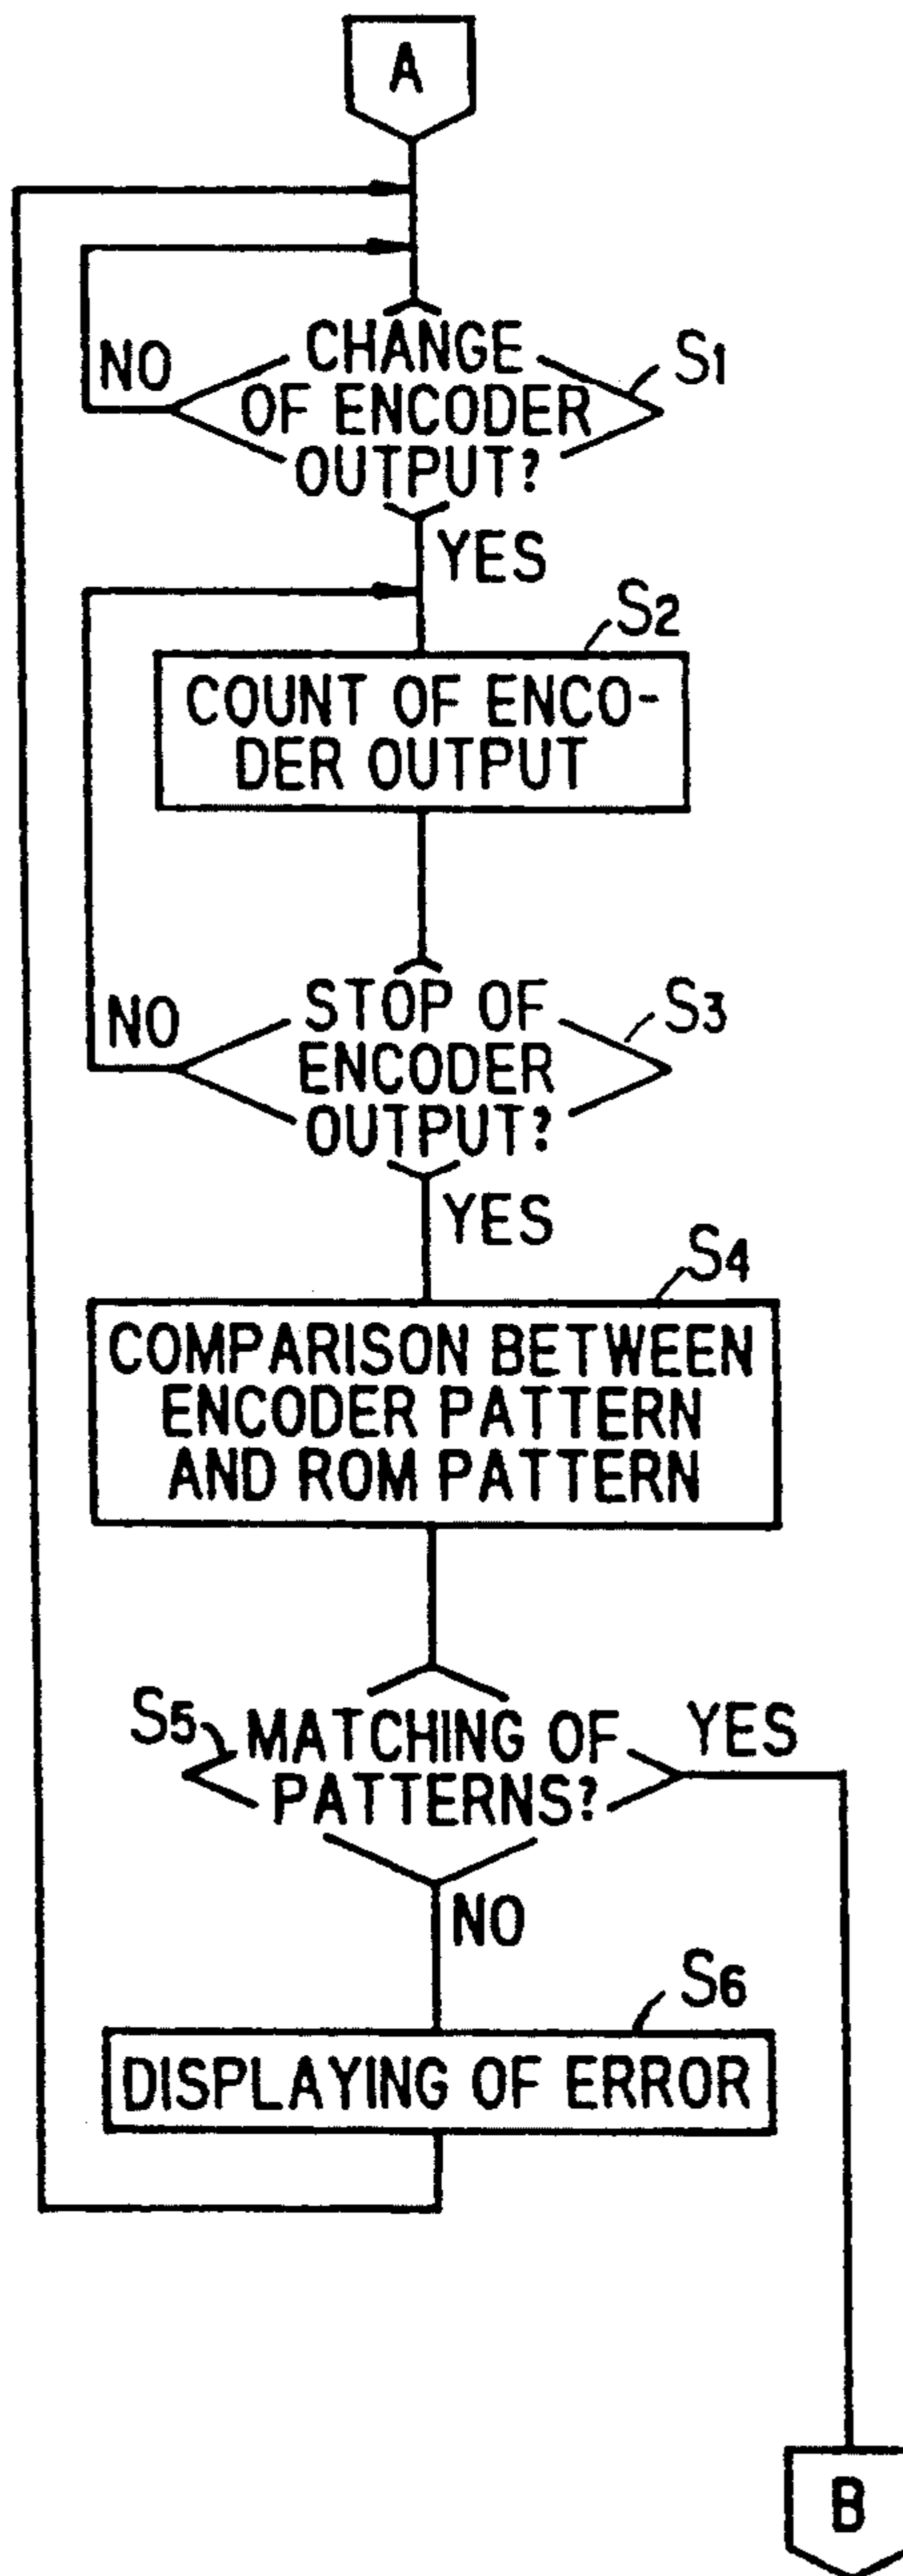 A
NO
CHANGE
OF ENCODER
OUTPUT?
S1
YES
S2
COUNT OF ENCO-
DER OUTPUT
NO
STOP OF
ENCODER
OUTPUT?
S3
YES
S4
COMPARISON BETWEEN
ENCODER PATTERN
AND ROM PATTERN
S5
MATCHING OF
PATTERNS?
YES
NO
S6
DISPLAYING OF ERROR
B